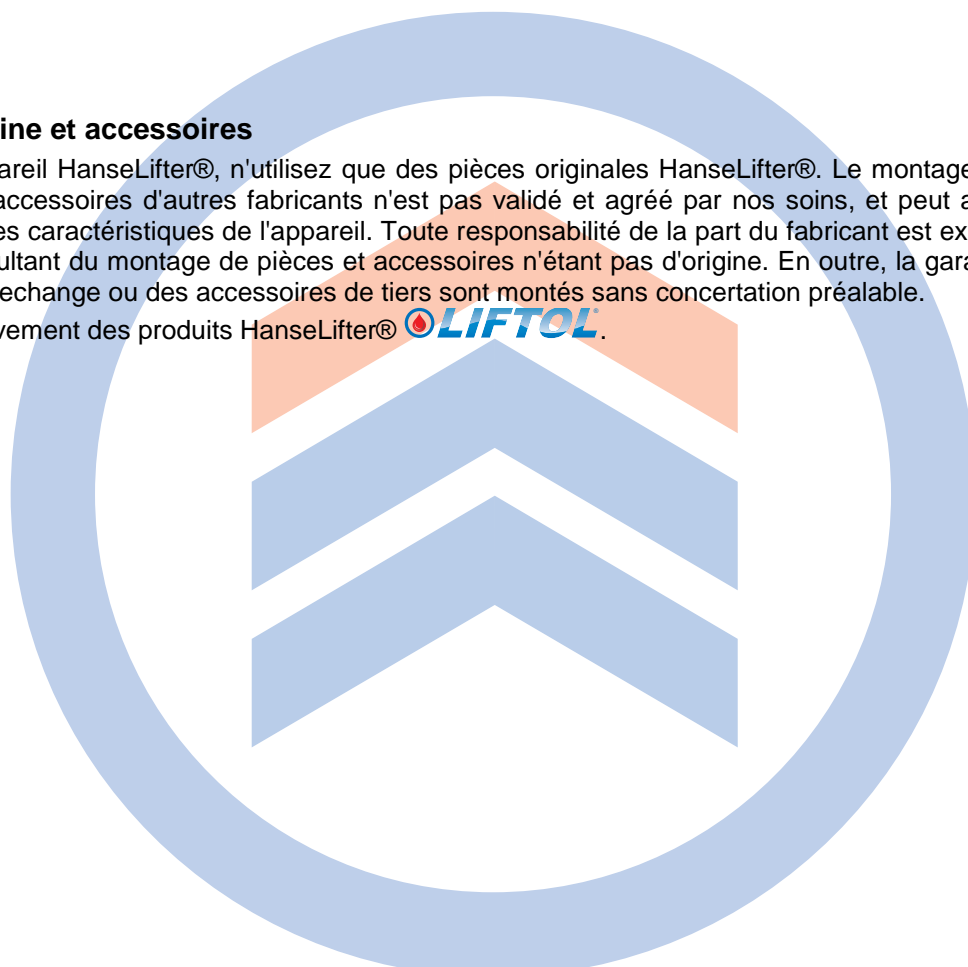 ine et accessoires
areil HanseLifter®, n'utilisez que des pièces originales HanseLifter®. Le montage
accessoires d'autres fabricants n'est pas validé et agréé par nos soins, et peut a
es caractéristiques de l'appareil. Toute responsabilité de la part du fabricant est ex
ultant du montage de pièces et accessoires n'étant pas d'origine. En outre, la gara
echange ou des accessoires de tiers sont montés sans concertation préalable.
vement des produits HanseLifter® LIFTOL.